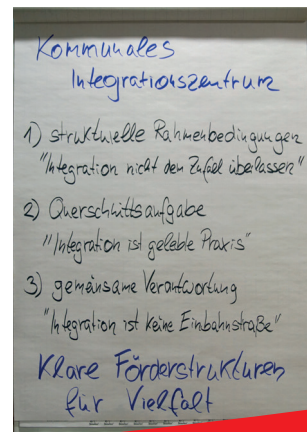 Kommunales
Integrationszentrum
1) strukturelle Rahmenbedingungen
"Integration nicht dem Zufall überlassen"
2) Querschnittsaufgabe
"Integration ist gelebte Praxis"
3) gemeinsame Verantwortung
"Integration ist keine Einbahnstraße"
Klare Förderstrukturen
für Vielfalt